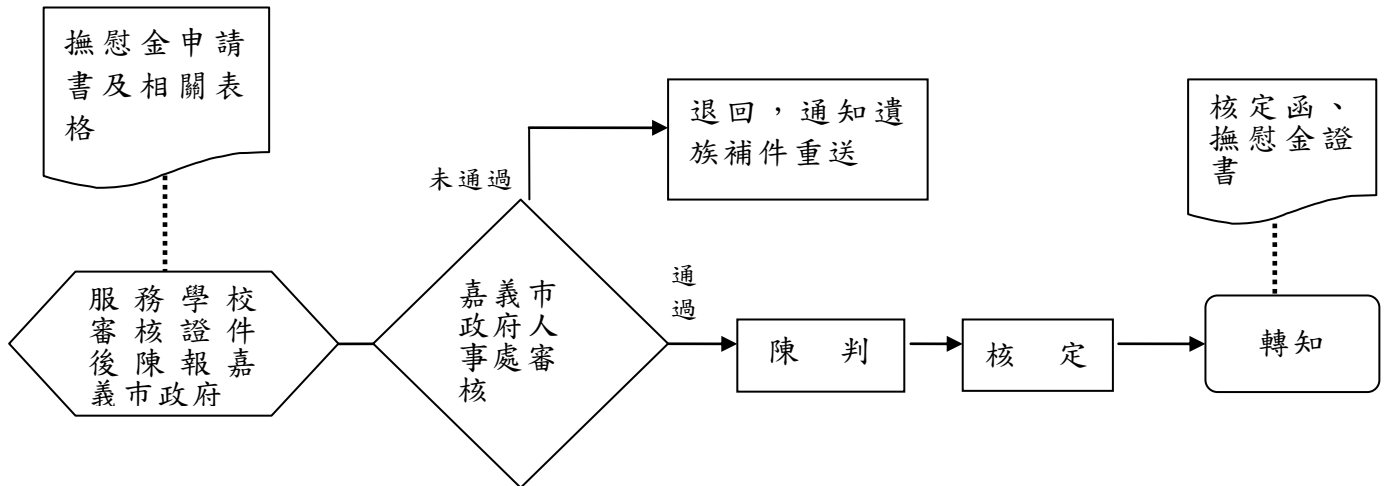 撫慰金申請
書及相關表
格
退回，通知遺
族補件重送
核定函、
撫慰金證
書
未通過
服務學校
審核證件
後陳報嘉
義市政府
嘉義市
政府人
事處審
核
通
過
陳 判
核 定
轉知